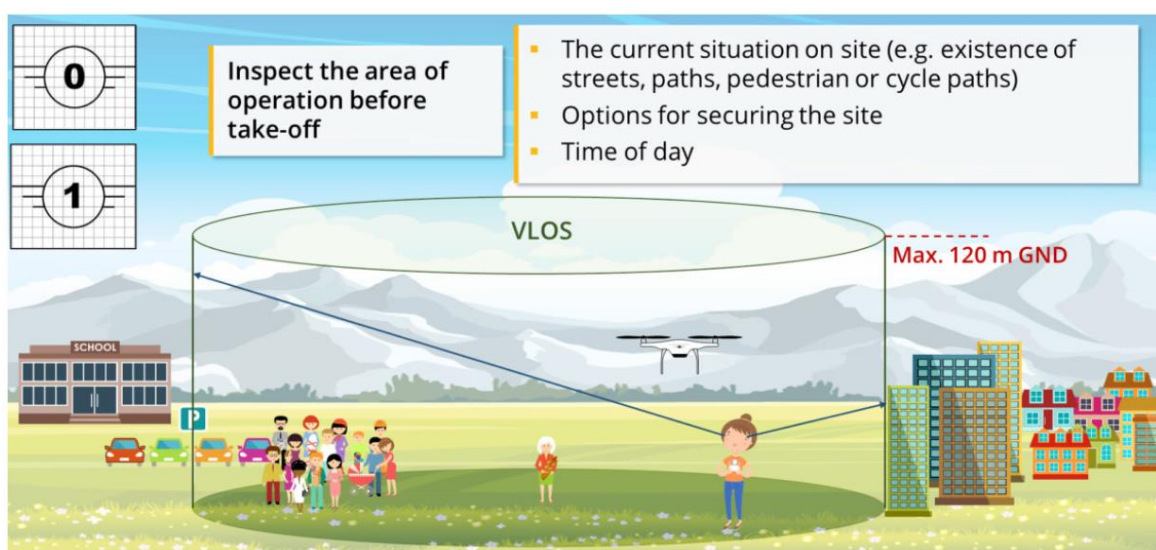 0
1
Inspect the area of
operation before
take-off
▪ The current situation on site (e.g. existence of
streets, paths, pedestrian or cycle paths)
▪ Options for securing the site
▪ Time of day
VLOS
Max. 120 m GND
SCHOOL
P